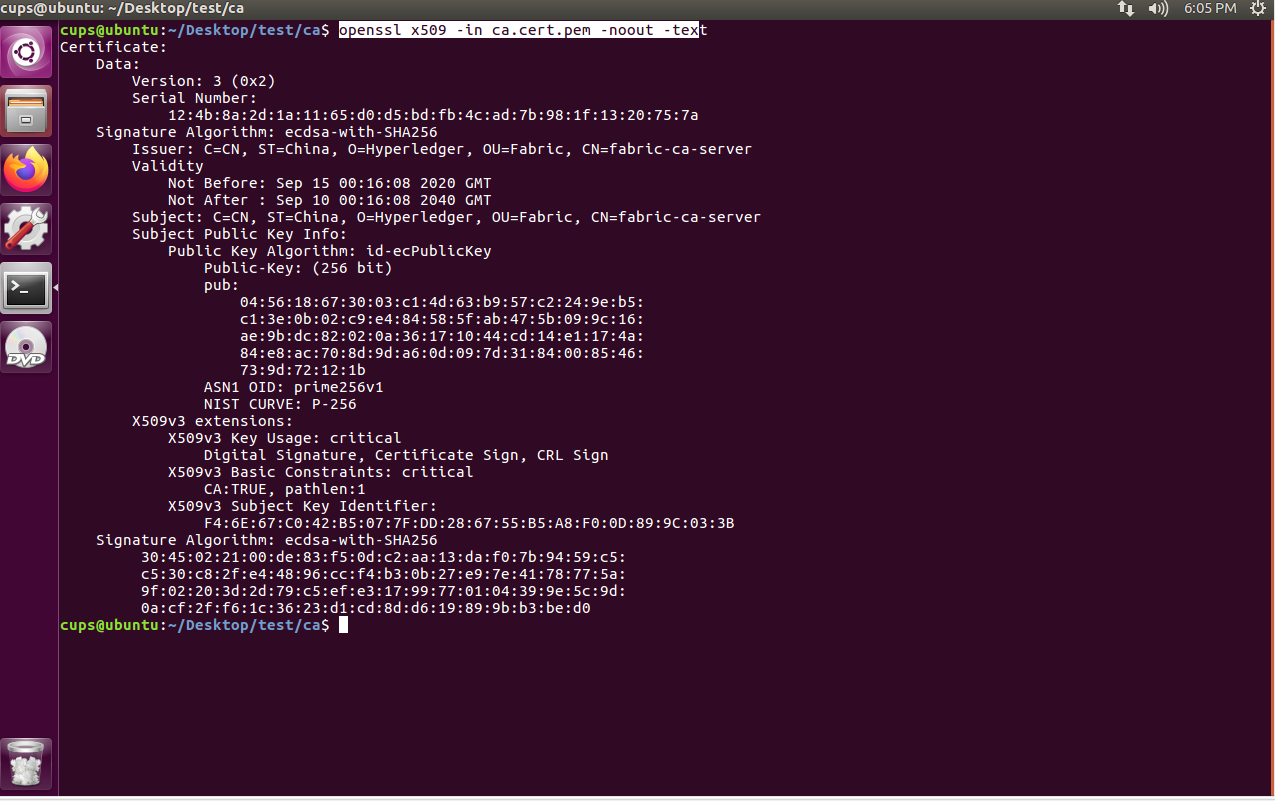 cups@ubuntu: ~/Desktop/test/ca 6:05 PM
cups@ubuntu:~/Desktop/test/ca$ openssl x509 -in ca.cert.pem -noout -text
Certificate:
    Data:
        Version: 3 (0x2)
        Serial Number:
            12:4b:8a:2d:1a:11:65:d0:d5:bd:fb:4c:ad:7b:98:1f:13:20:75:7a
    Signature Algorithm: ecdsa-with-SHA256
        Issuer: C=CN, ST=China, O=Hyperledger, OU=Fabric, CN=fabric-ca-server
        Validity
            Not Before: Sep 15 00:16:08 2020 GMT
            Not After : Sep 10 00:16:08 2040 GMT
        Subject: C=CN, ST=China, O=Hyperledger, OU=Fabric, CN=fabric-ca-server
        Subject Public Key Info:
            Public Key Algorithm: id-ecPublicKey
                Public-Key: (256 bit)
                pub:
                    04:56:18:67:30:03:c1:4d:63:b9:57:c2:24:9e:b5:
                    c1:3e:0b:02:c9:e4:84:58:5f:ab:47:5b:09:9c:16:
                    ae:9b:dc:82:02:0a:36:17:10:44:cd:14:e1:17:4a:
                    84:e8:ac:70:8d:9d:a6:0d:09:7d:31:84:00:85:46:
                    73:9d:72:12:1b
                ASN1 OID: prime256v1
                NIST CURVE: P-256
        X509v3 extensions:
            X509v3 Key Usage: critical
                Digital Signature, Certificate Sign, CRL Sign
            X509v3 Basic Constraints: critical
                CA:TRUE, pathlen:1
            X509v3 Subject Key Identifier:
                F4:6E:67:C0:42:B5:07:7F:DD:28:67:55:B5:A8:F0:0D:89:9C:03:3B
    Signature Algorithm: ecdsa-with-SHA256
         30:45:02:21:00:de:83:f5:0d:c2:aa:13:da:f0:7b:94:59:c5:
         c5:30:c8:2f:e4:48:96:cc:f4:b3:0b:27:e9:7e:41:78:77:5a:
         9f:02:20:3d:2d:79:c5:ef:e3:17:99:77:01:04:39:9e:5c:9d:
         0a:cf:2f:f6:1c:36:23:d1:cd:8d:d6:19:89:9b:b3:be:d0
cups@ubuntu:~/Desktop/test/ca$
DVD